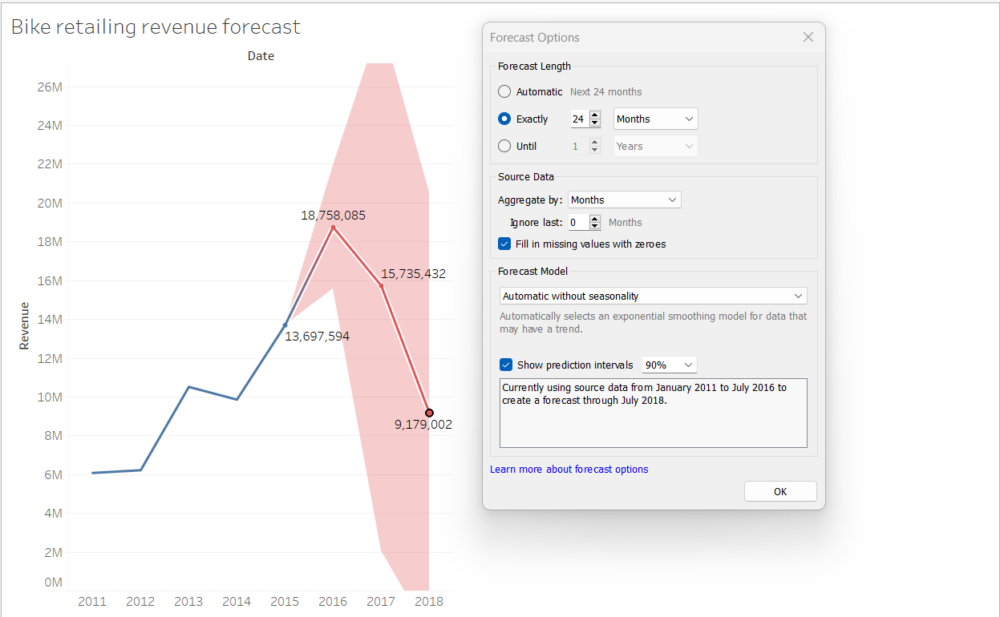 Bike retailing revenue forecast
Date
Revenue
26M
24M
22M
20M
18M
16M
14M
12M
10M
8M
6M
4M
2M
0M
18,758,085
15,735,432
13,697,594
9,179,002
2011 2012 2013 2014 2015 2016 2017 2018
Forecast Options
Forecast Length
Automatic Next 24 months
Exactly 24 Months
Until 1 Years
Source Data
Aggregate by: Months
Ignore last: 0 Months
Fill in missing values with zeroes
Forecast Model
Automatic without seasonality
Automatically selects an exponential smoothing model for data that
may have a trend.
Show prediction intervals 90%
Currently using source data from January 2011 to July 2016 to
create a forecast through July 2018.
Learn more about forecast options
OK